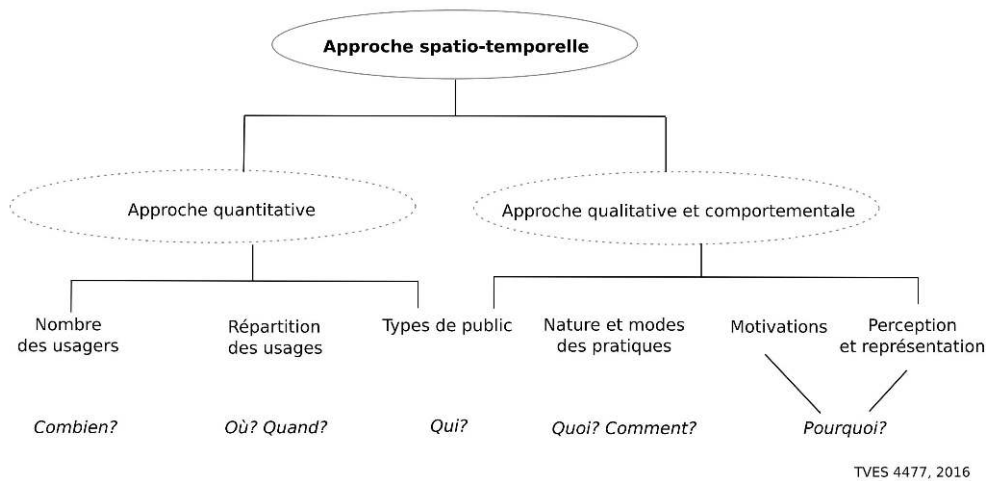 Approche spatio-temporelle
Approche quantitative
Approche qualitative et comportementale
Nombre
des usagers
Répartition
des usages
Types de public
Nature et modes
des pratiques
Motivations
Perception
et représentation
Combien?
Où? Quand?
Qui?
Quoi? Comment?
Pourquoi?
TVES 4477, 2016